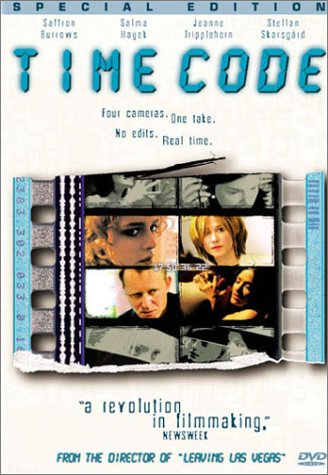 SPECIAL EDITION
Saffron Burrows
Salma Hayek
Jeanne Tripplehorn
Stellan Skarsgård
TIME CODE
Four cameras. One take.
No edits. Real time.
"a revolution
in filmmaking."
NEWSWEEK
FROM THE DIRECTOR OF "LEAVING LAS VEGAS"
DVD